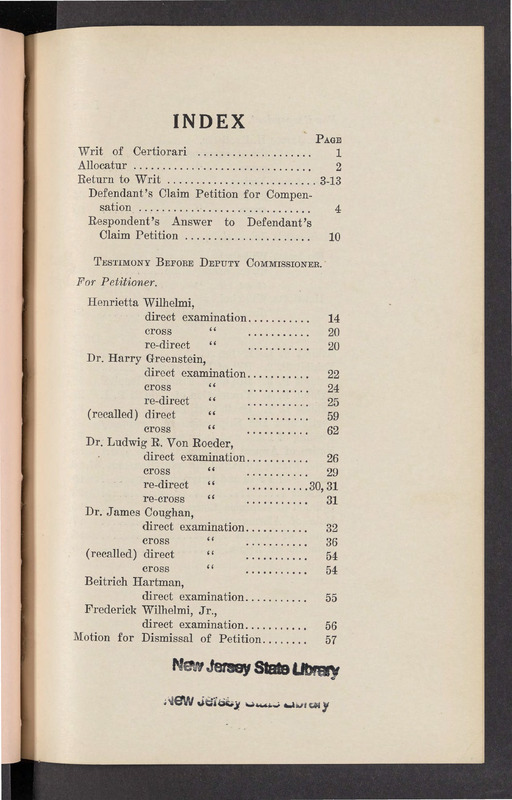 INDEX
PAGE
Writ of Certiorari .................... 1
Allocatur ............................... 2
Return to Writ .......................... 3-13
Defendant's Claim Petition for Compen-
sation .............................. 4
Respondent's Answer to Defendant's
Claim Petition ...................... 10
TESTIMONY BEFORE DEPUTY COMMISSIONER.
For Petitioner.
Henrietta Wilhelmi,
direct examination........... 14
cross “ ........... 20
re-direct “ ........... 20
Dr. Harry Greenstein,
direct examination........... 22
cross “ ........... 24
re-direct “ ........... 25
(recalled) direct “ ........... 59
cross “ ........... 62
Dr. Ludwig R. Von Roeder,
direct examination........... 26
cross “ ........... 29
re-direct “ ...........30, 31
re-cross “ ........... 31
Dr. James Coughan,
direct examination........... 32
cross “ ........... 36
(recalled) direct “ ........... 54
cross “ ........... 54
Beitrich Hartman,
direct examination........... 55
Frederick Wilhelmi, Jr.,
direct examination........... 56
Motion for Dismissal of Petition........ 57
New Jersey State Library
New Jersey State Library